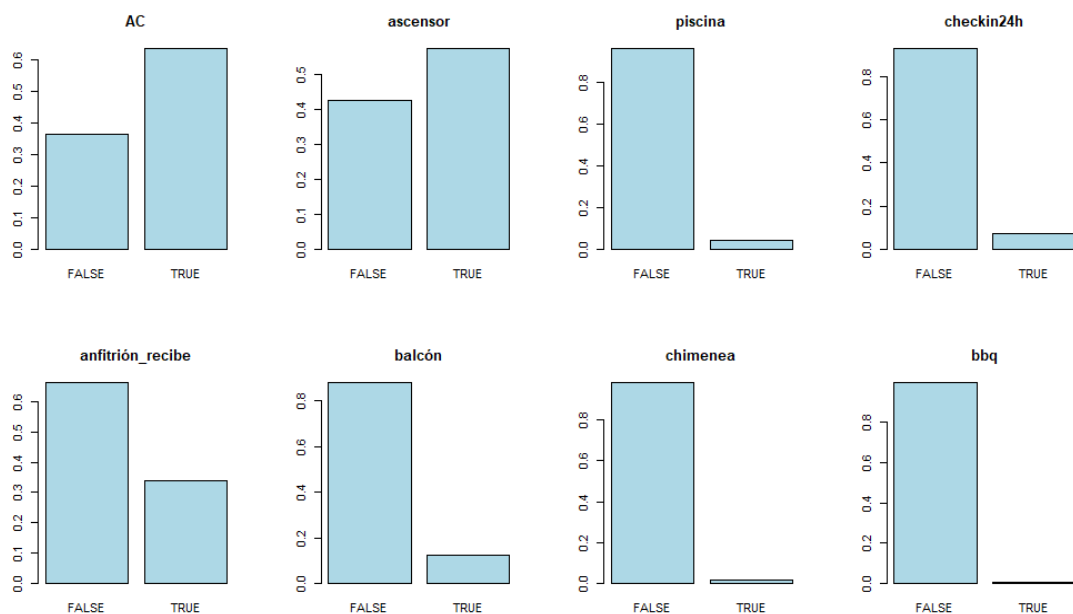 AC
0.0 0.1 0.2 0.3 0.4 0.5 0.6
FALSE TRUE
ascensor
0.0 0.1 0.2 0.3 0.4 0.5
FALSE TRUE
piscina
0.0 0.2 0.4 0.6 0.8
FALSE TRUE
checkin24h
0.0 0.2 0.4 0.6 0.8
FALSE TRUE
anfitrión_recibe
0.0 0.1 0.2 0.3 0.4 0.5 0.6
FALSE TRUE
balcón
0.0 0.2 0.4 0.6 0.8
FALSE TRUE
chimenea
0.0 0.2 0.4 0.6 0.8
FALSE TRUE
bbq
0.0 0.2 0.4 0.6 0.8
FALSE TRUE